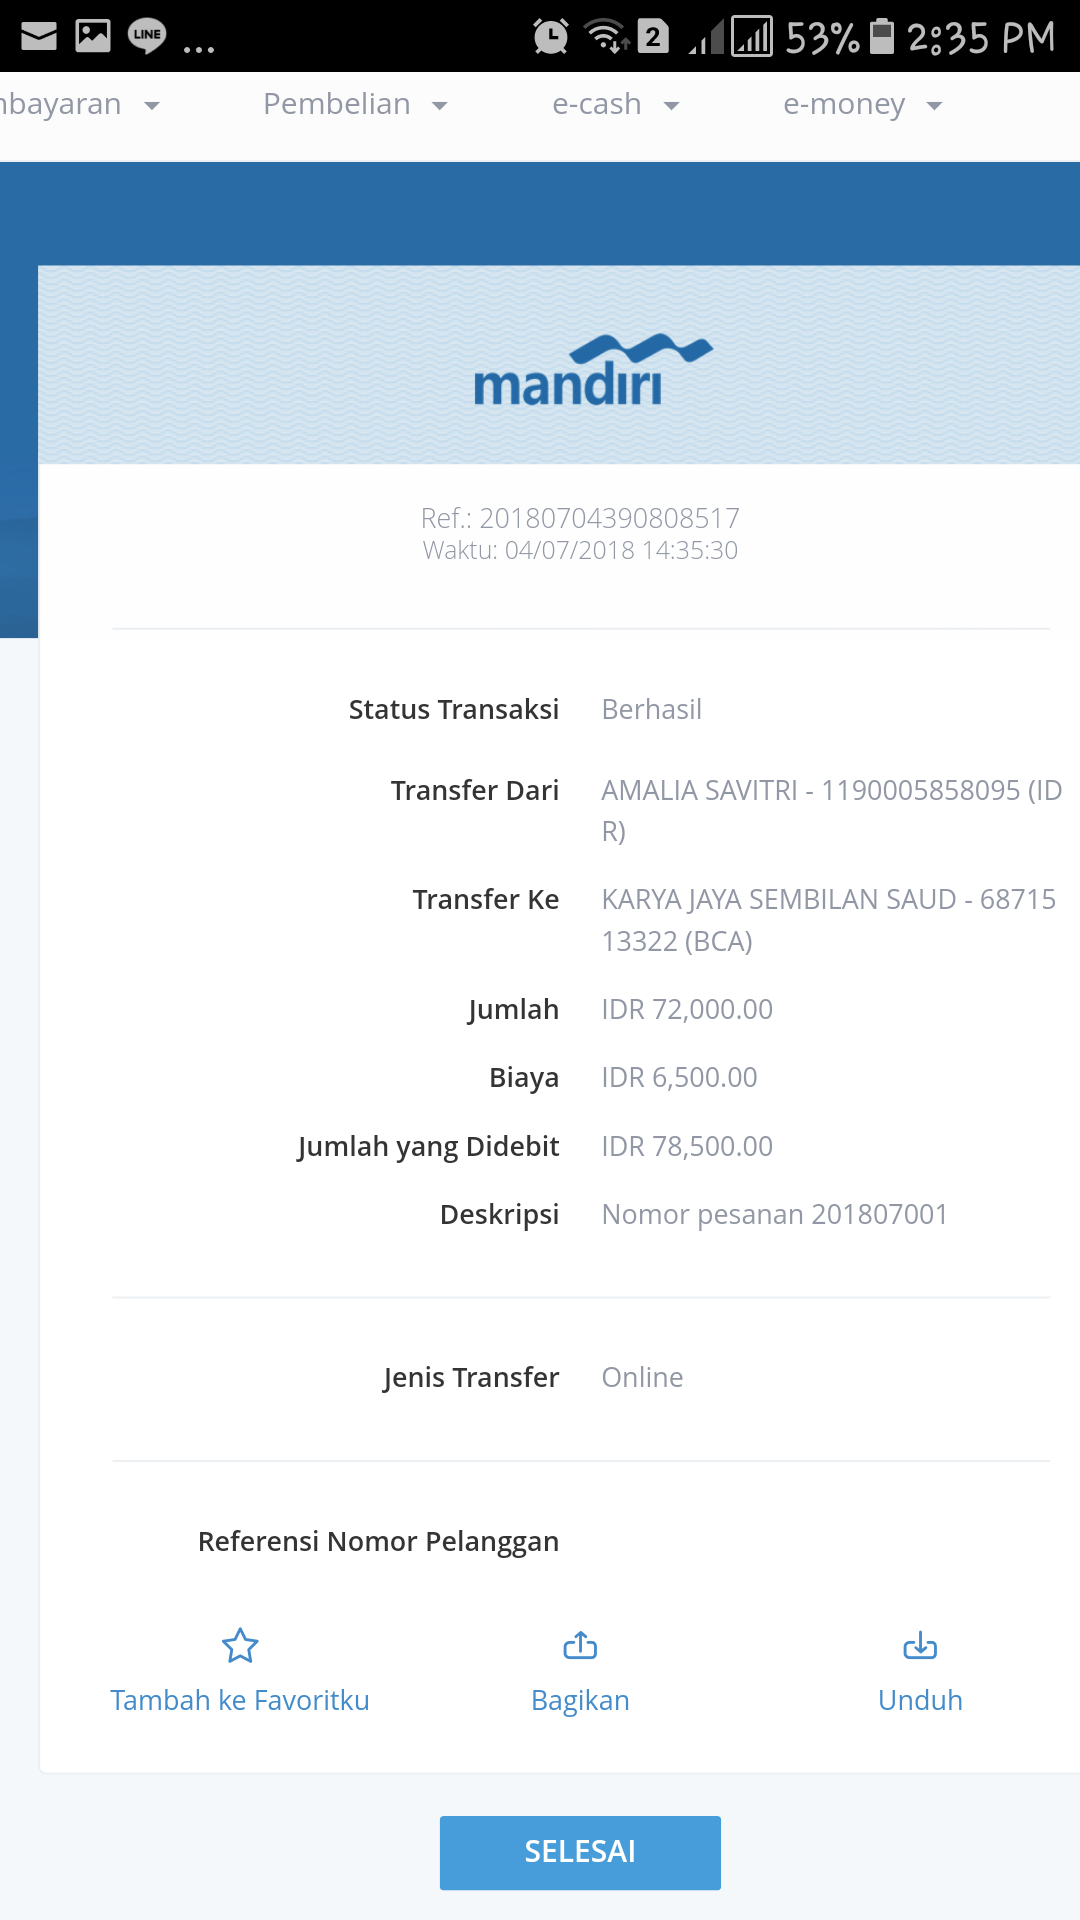 LINE ... 2 53% 2:35 PM
nbayaran Pembelian e-cash e-money
mandiri
Ref.: 20180704390808517
Waktu: 04/07/2018 14:35:30
Status Transaksi Berhasil
Transfer Dari AMALIA SAVITRI - 1190005858095 (ID
R)
Transfer Ke KARYA JAYA SEMBILAN SAUD - 68715
13322 (BCA)
Jumlah IDR 72,000.00
Biaya IDR 6,500.00
Jumlah yang Didebit IDR 78,500.00
Deskripsi Nomor pesanan 201807001
Jenis Transfer Online
Referensi Nomor Pelanggan
Tambah ke Favoritku Bagikan Unduh
SELESAI